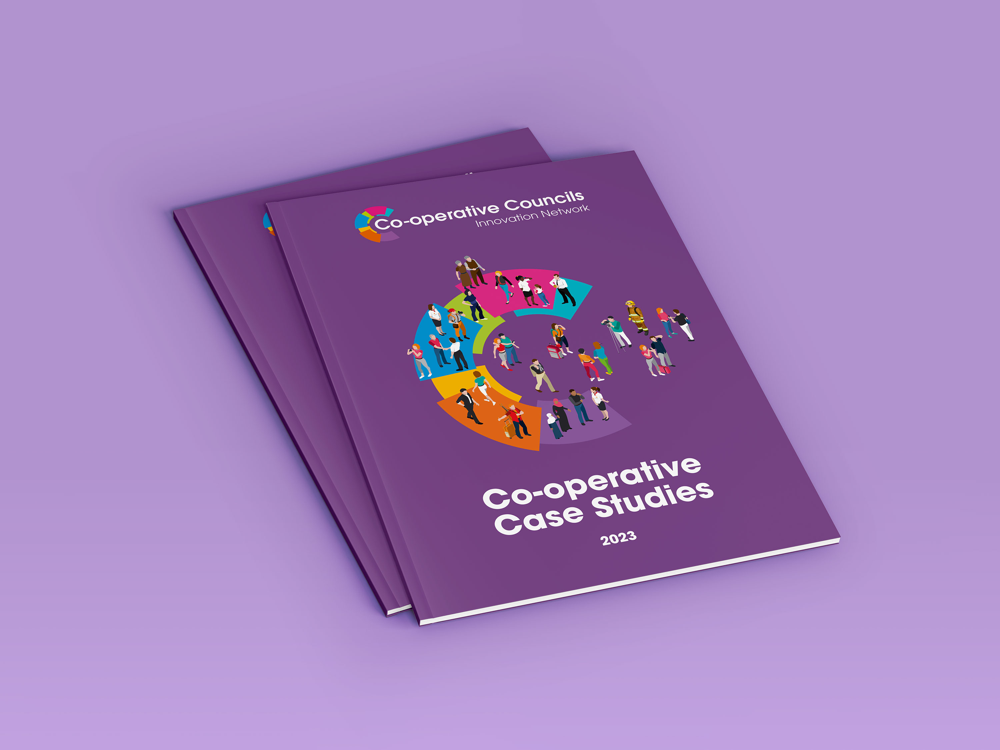 Co-operative Councils
Innovation Network
Co-operative
Case Studies
2023